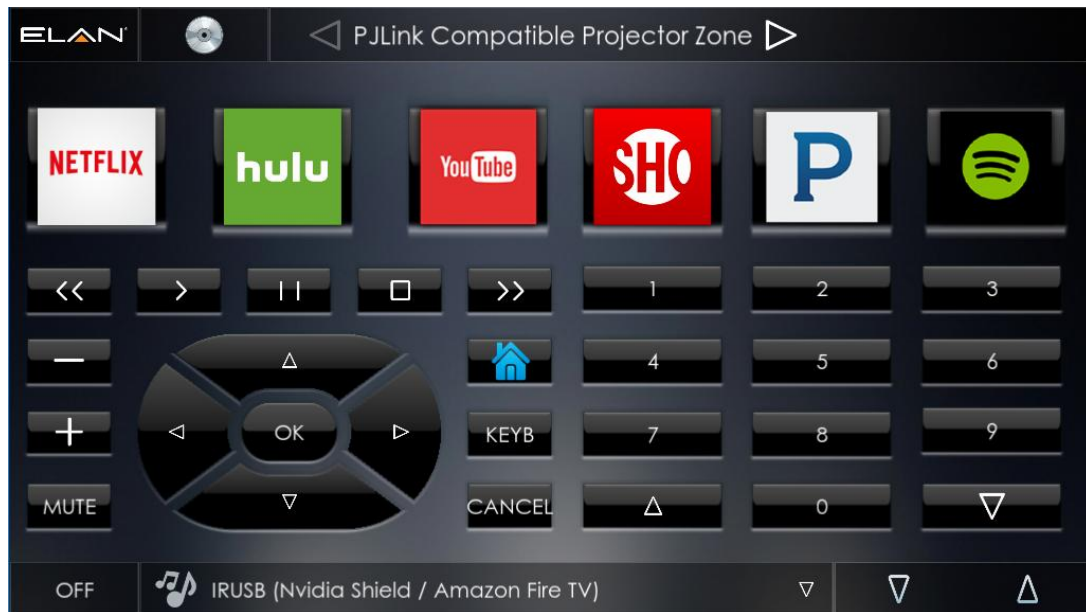 ELAN
PJLink Compatible Projector Zone
NETFLIX
hulu
YouTube
SHO
P
<< > || □ >> 1 2 3
− 4 5 6
+ OK KEYB 7 8 9
MUTE CANCEL 0
OFF IRUSB (Nvidia Shield / Amazon Fire TV)